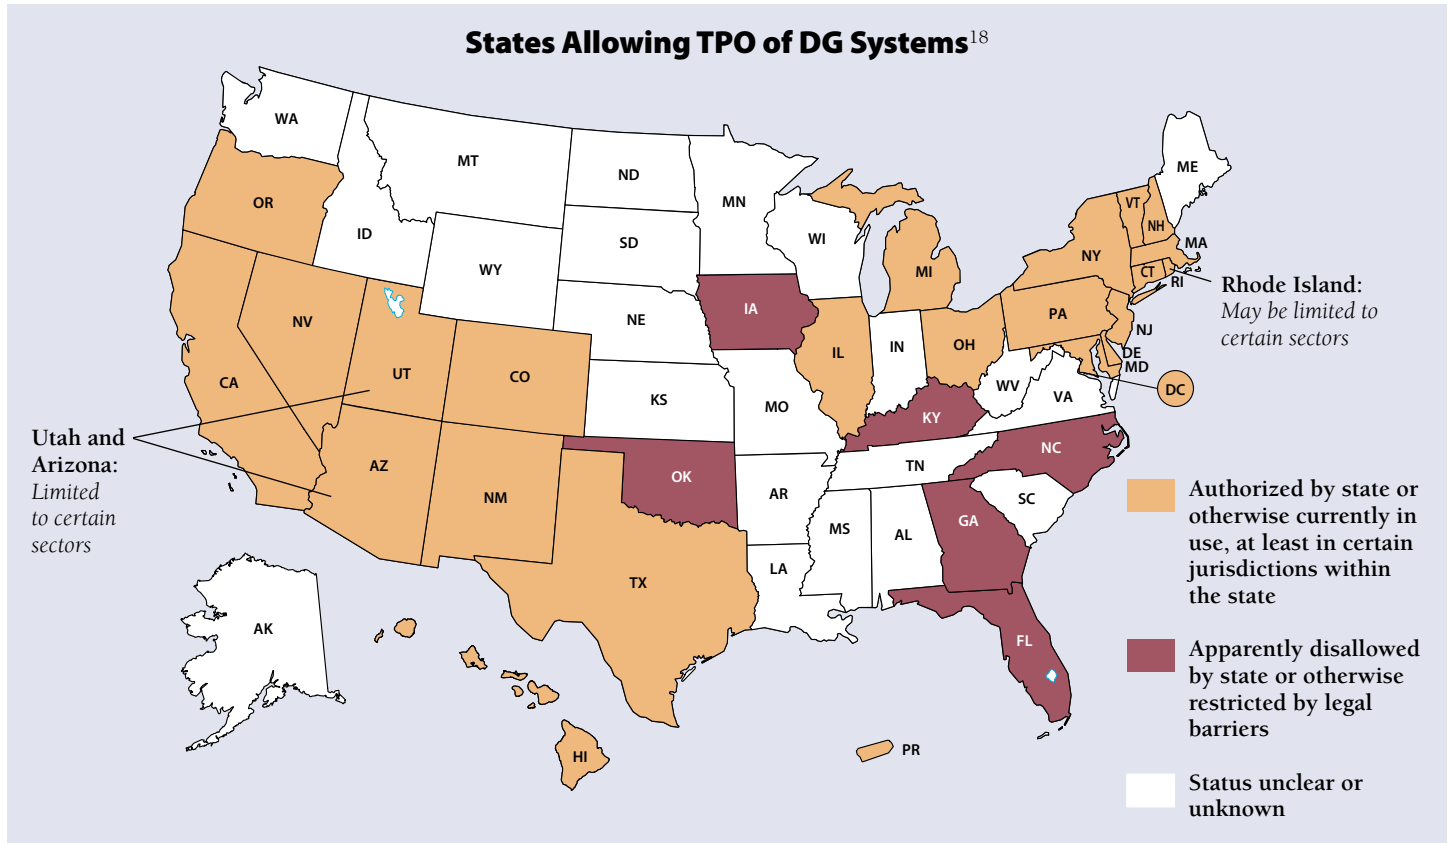 States Allowing TPO of DG Systems18
WA
MT
ND
MN
ME
OR
ID
SD
WI
VT
NH
WY
MI
NY
MA
CT
RI
Rhode Island:
May be limited to
certain sectors
NV
NE
IA
PA
NJ
IL
IN
OH
DE
MD
CA
UT
CO
KS
MO
WV
VA
DC
KY
Utah and
Arizona:
Limited
to certain
sectors
AZ
NM
OK
AR
TN
NC
SC
MS
AL
GA
TX
LA
AK
FL
HI
PR
Authorized by state or
otherwise currently in
use, at least in certain
jurisdictions within
the state
Apparently disallowed
by state or otherwise
restricted by legal
barriers
Status unclear or
unknown